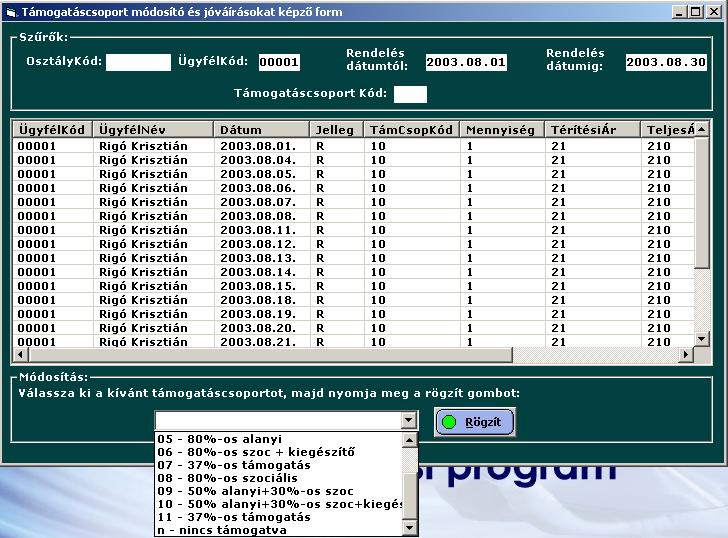 Támogatáscsoport módosító és jóváírásokat képző form
Szűrők:
OsztályKód: ÜgyfélKód: 00001 Rendelés dátumtól: 2003.08.01 Rendelés dátumig: 2003.08.30
Támogatáscsoport Kód:
ÜgyfélKód ÜgyfélNév Dátum Jelleg TámCsopKód Mennyiség TérítésiÁr TeljesÁ
00001 Rigó Krisztián 2003.08.01. R 10 1 21 210
00001 Rigó Krisztián 2003.08.04. R 10 1 21 210
00001 Rigó Krisztián 2003.08.05. R 10 1 21 210
00001 Rigó Krisztián 2003.08.06. R 10 1 21 210
00001 Rigó Krisztián 2003.08.07. R 10 1 21 210
00001 Rigó Krisztián 2003.08.08. R 10 1 21 210
00001 Rigó Krisztián 2003.08.11. R 10 1 21 210
00001 Rigó Krisztián 2003.08.12. R 10 1 21 210
00001 Rigó Krisztián 2003.08.13. R 10 1 21 210
00001 Rigó Krisztián 2003.08.14. R 10 1 21 210
00001 Rigó Krisztián 2003.08.15. R 10 1 21 210
00001 Rigó Krisztián 2003.08.18. R 10 1 21 210
00001 Rigó Krisztián 2003.08.19. R 10 1 21 210
00001 Rigó Krisztián 2003.08.20. R 10 1 21 210
00001 Rigó Krisztián 2003.08.21. R 10 1 21 210
Módosítás:
Válassza ki a kívánt támogatáscsoportot, majd nyomja meg a rögzít gombot:
Rögzít
05 - 80%-os alanyi
06 - 80%-os szoc + kiegészítő
07 - 37%-os támogatás
08 - 80%-os szociális
09 - 50% alanyi+30%-os szoc
10 - 50% alanyi+30%-os szoc+kiegés
11 - 37%-os támogatás
n - nincs támogatva
program